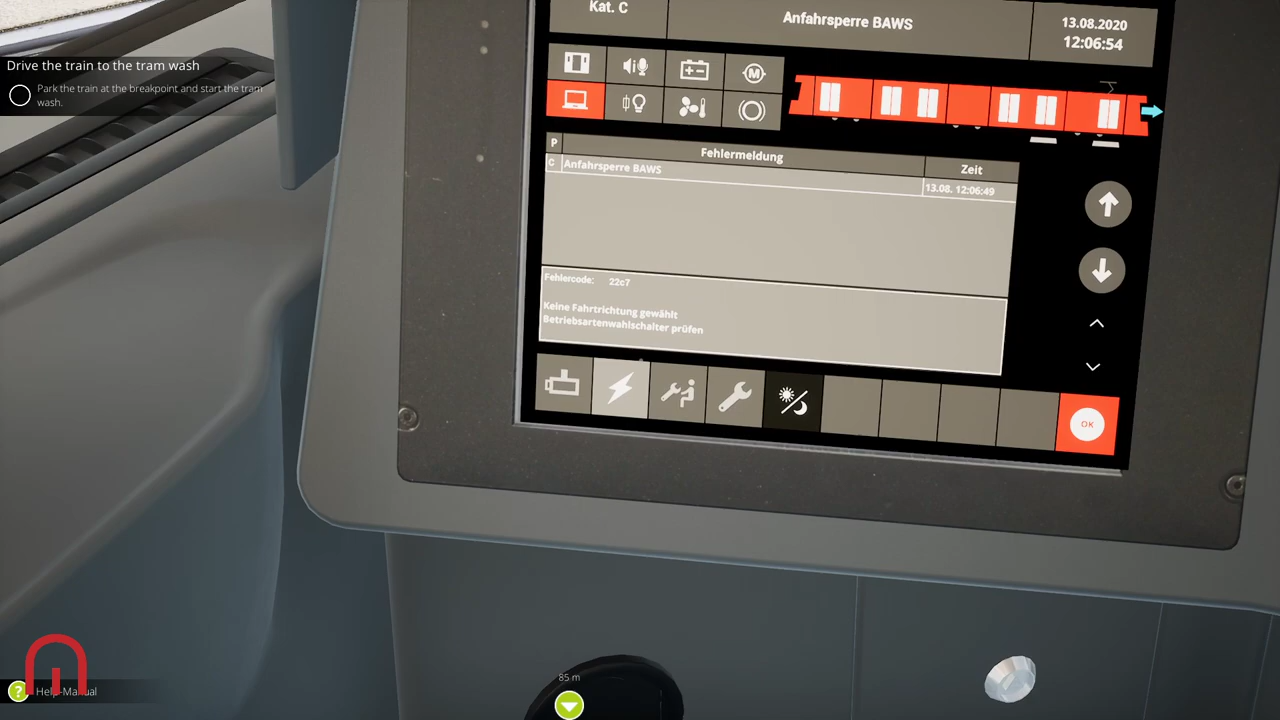 Kat. C
Anfahrsperre BAWS
13.08.2020
12:06:54
Drive the train to the tram wash
Park the train at the breakpoint and start the tram
wash.
M
P
Fehlermeldung
Zeit
C
Anfahrsperre BAWS
13.08. 12:06:49
Fehlercode: 22c7
Keine Fahrtrichtung gewählt
Betriebsartenwahlschalter prüfen
OK
85 m
? Help-Manual